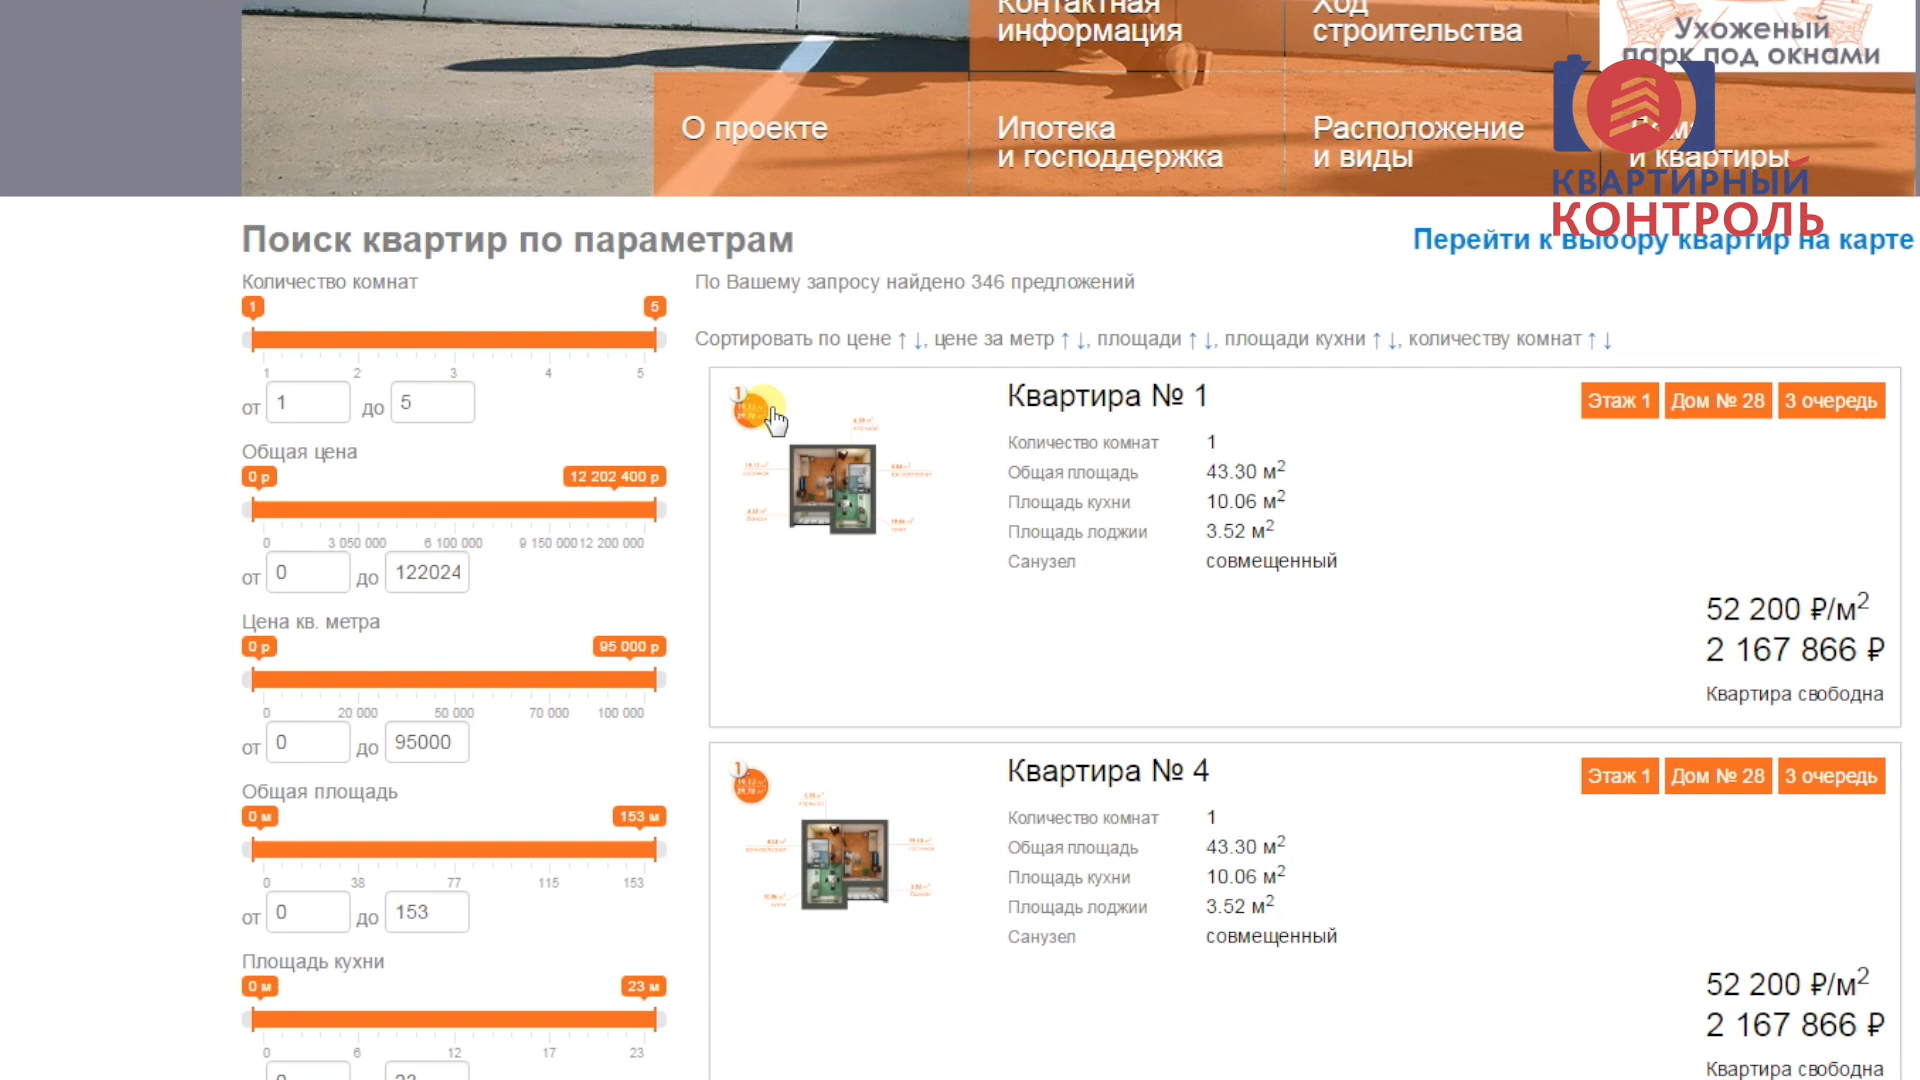 Контактная
информация
Ход
строительства
Ухоженый
парк под окнами
О проекте
Ипотека
и господдержка
Расположение
и виды
и квартиры
КВАРТИРНЫЙ
КОНТРОЛЬ
Поиск квартир по параметрам
Перейти к выбору квартир на карте
Количество комнат
1 5
1 2 3 4 5
от 1 до 5
Общая цена
0 р 12 202 400 р
0 3 050 000 6 100 000 9 150 000 12 200 000
от 0 до 122024
Цена кв. метра
0 р 95 000 р
0 20 000 50 000 70 000 100 000
от 0 до 95000
Общая площадь
0 м 153 м
0 38 77 115 153
от 0 до 153
Площадь кухни
0 м 23 м
0 6 12 17 23
По Вашему запросу найдено 346 предложений
Сортировать по цене ↑ ↓, цене за метр ↑ ↓, площади ↑ ↓, площади кухни ↑ ↓, количеству комнат ↑ ↓
1
Квартира № 1
Этаж 1 Дом № 28 3 очередь
Количество комнат 1
Общая площадь 43.30 м2
Площадь кухни 10.06 м2
Площадь лоджии 3.52 м2
Санузел совмещенный
52 200 ₽/м2
2 167 866 ₽
Квартира свободна
1
Квартира № 4
Этаж 1 Дом № 28 3 очередь
Количество комнат 1
Общая площадь 43.30 м2
Площадь кухни 10.06 м2
Площадь лоджии 3.52 м2
Санузел совмещенный
52 200 ₽/м2
2 167 866 ₽
Квартира свободна